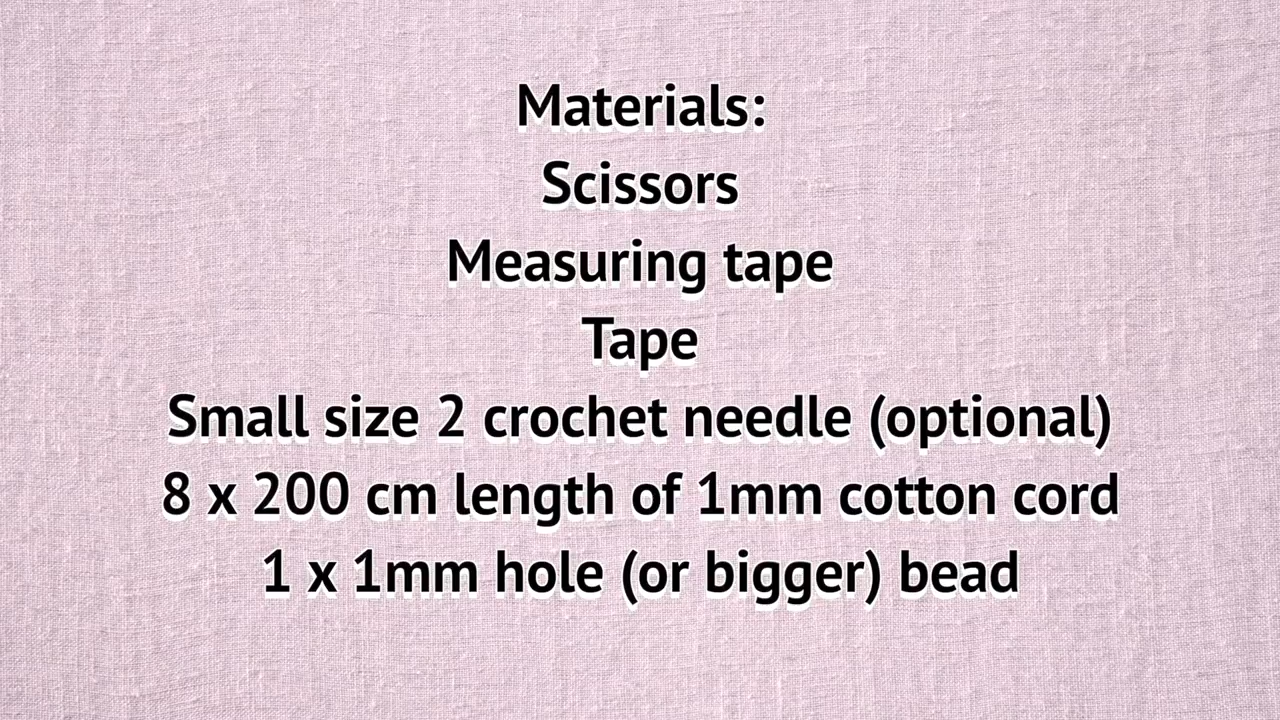 Materials:
Scissors
Measuring tape
Tape
Small size 2 crochet needle (optional)
8 x 200 cm length of 1mm cotton cord
1 x 1mm hole (or bigger) bead